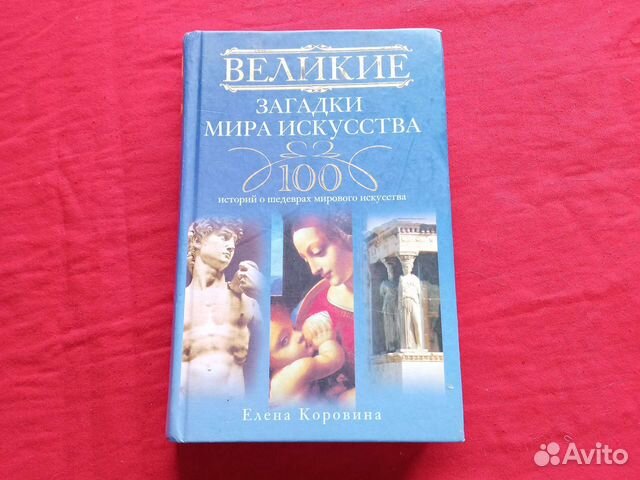 ВЕЛИКИЕ
ЗАГАДКИ
МИРА ИСКУССТВА
100
историй о шедеврах мирового искусства
Елена Коровина
Avito